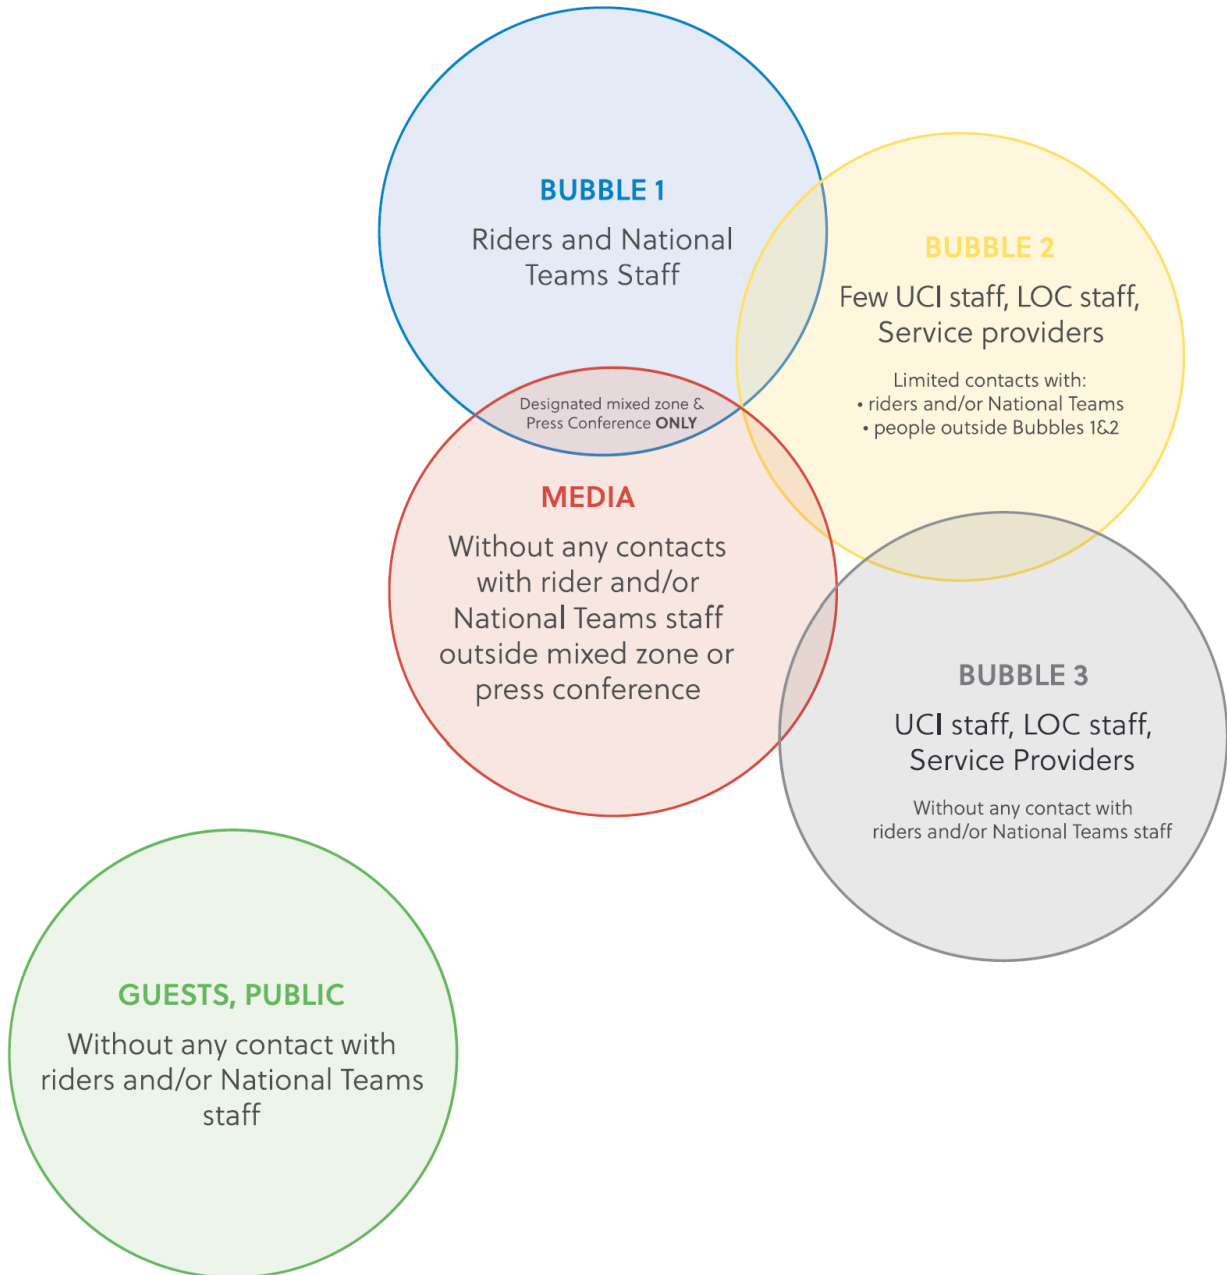 BUBBLE 1
Riders and National
Teams Staff
BUBBLE 2
Few UCI staff, LOC staff,
Service providers
Limited contacts with:
• riders and/or National Teams
• people outside Bubbles 1&2
Designated mixed zone &
Press Conference ONLY
MEDIA
Without any contacts
with rider and/or
National Teams staff
outside mixed zone or
press conference
BUBBLE 3
UCI staff, LOC staff,
Service Providers
Without any contact with
riders and/or National Teams staff
GUESTS, PUBLIC
Without any contact with
riders and/or National Teams
staff